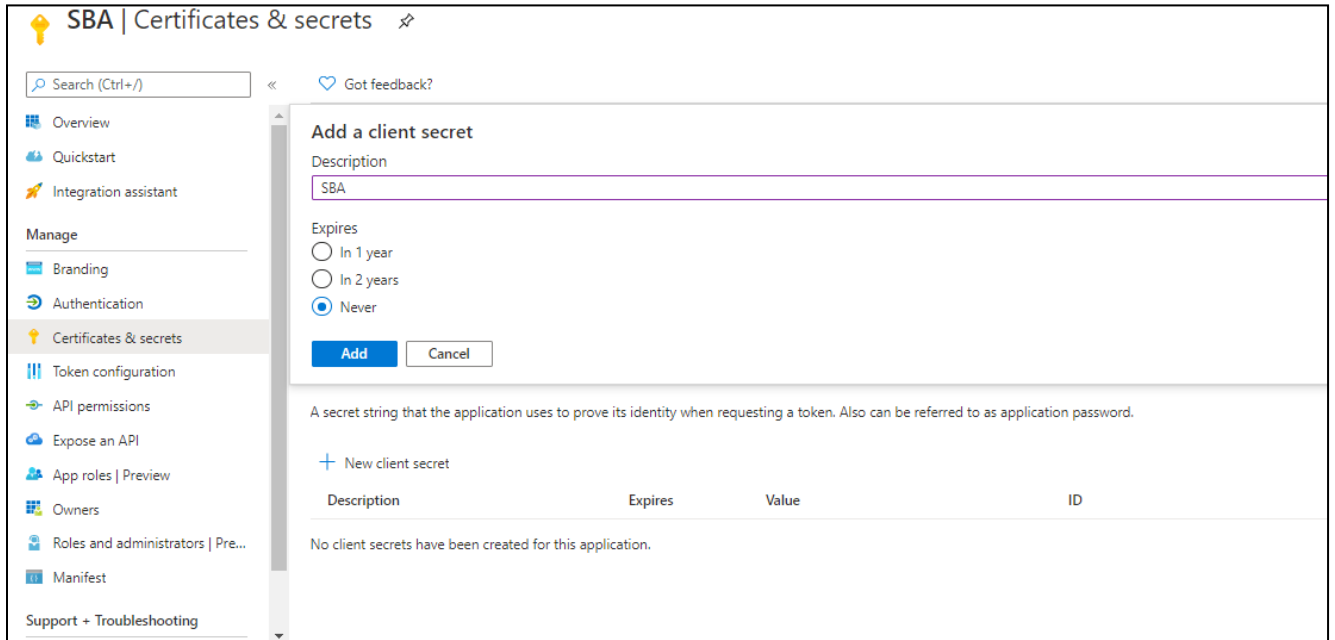 SBA | Certificates & secrets
Search (Ctrl+/)
«
Got feedback?
Overview
Quickstart
Integration assistant
Manage
Branding
Authentication
Certificates & secrets
Token configuration
API permissions
Expose an API
App roles | Preview
Owners
Roles and administrators | Pre...
Manifest
Support + Troubleshooting
Add a client secret
Description
SBA
Expires
In 1 year
In 2 years
Never
Add Cancel
A secret string that the application uses to prove its identity when requesting a token. Also can be referred to as application password.
New client secret
Description Expires Value ID
No client secrets have been created for this application.